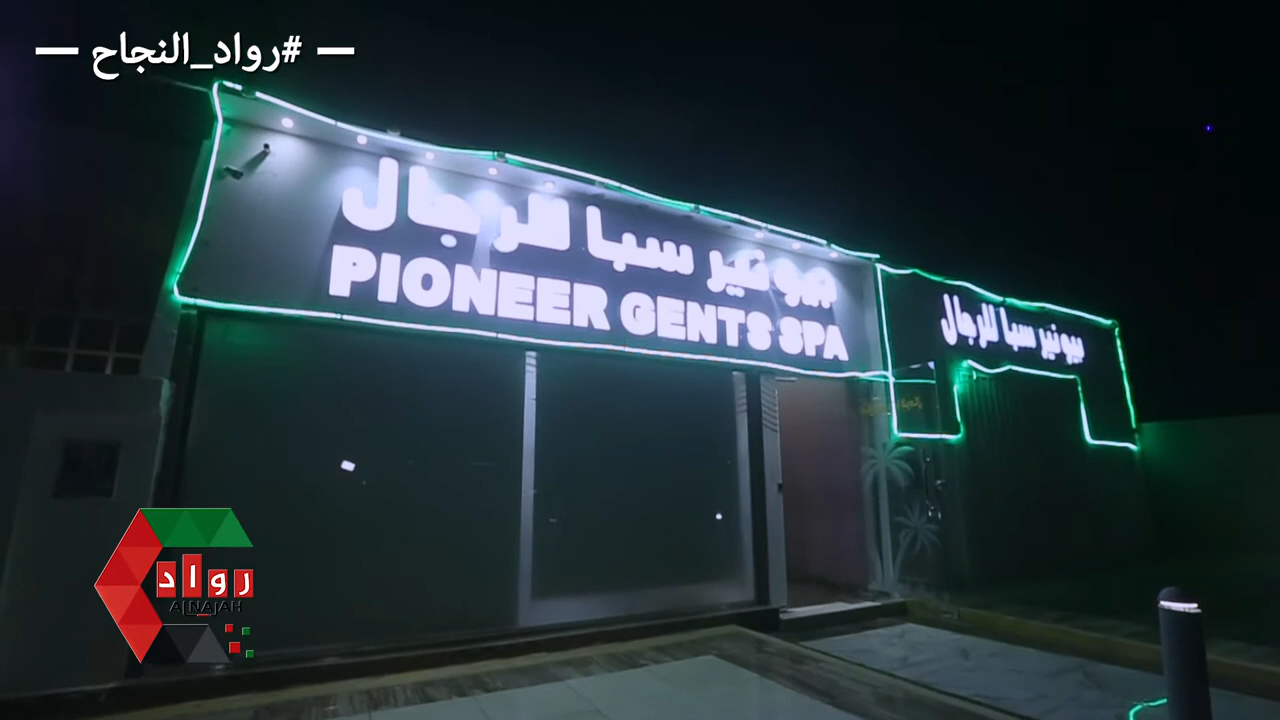 #رواد_النجاح
بيونير سبا للرجال
PIONEER GENTS SPA
بيونير سبا للرجال
رواد
ALNAJAH